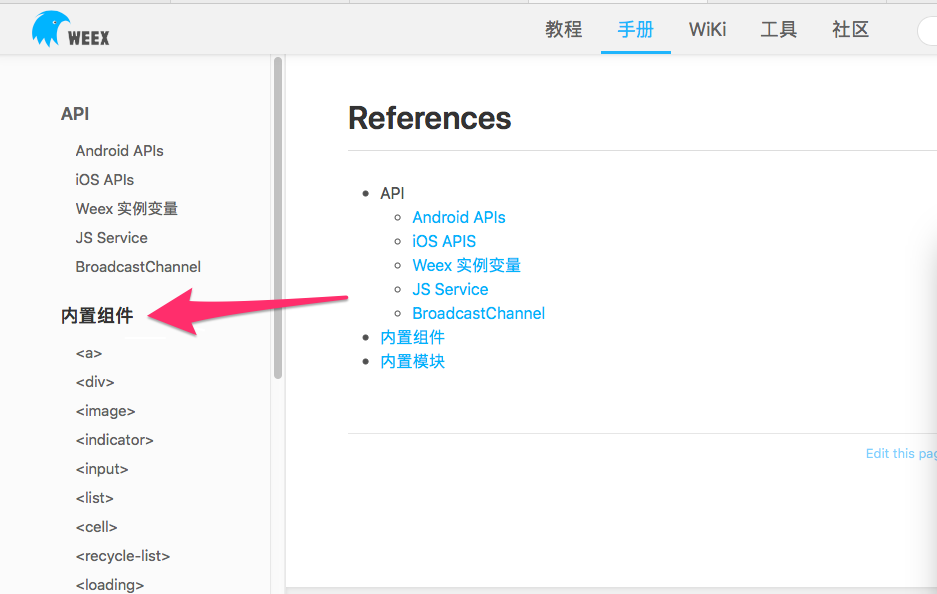 WEEX
教程 手册 WiKi 工具 社区
API
Android APIs
iOS APIs
Weex 实例变量
JS Service
BroadcastChannel
内置组件
<a>
<div>
<image>
<indicator>
<input>
<list>
<cell>
<recycle-list>
<loading>
References
API
Android APIs
iOS APIS
Weex 实例变量
JS Service
BroadcastChannel
内置组件
内置模块
Edit this pag